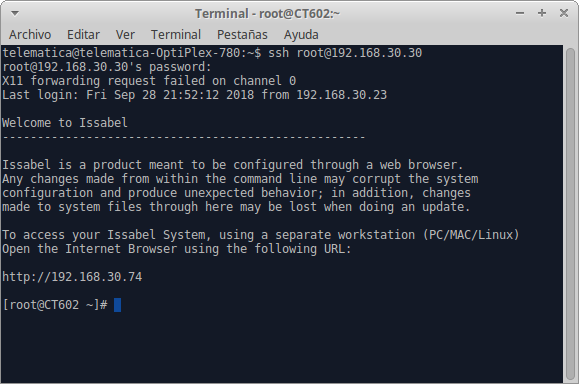 Terminal - root@CT602:~
Archivo Editar Ver Terminal Pestañas Ayuda
telematica@telematica-OptiPlex-780:~$ ssh root@192.168.30.30
root@192.168.30.30's password:
X11 forwarding request failed on channel 0
Last login: Fri Sep 28 21:52:12 2018 from 192.168.30.23
Welcome to Issabel
----------------------------------------------------
Issabel is a product meant to be configured through a web browser.
Any changes made from within the command line may corrupt the system
configuration and produce unexpected behavior; in addition, changes
made to system files through here may be lost when doing an update.
To access your Issabel System, using a separate workstation (PC/MAC/Linux)
Open the Internet Browser using the following URL:
http://192.168.30.74
[root@CT602 ~]#